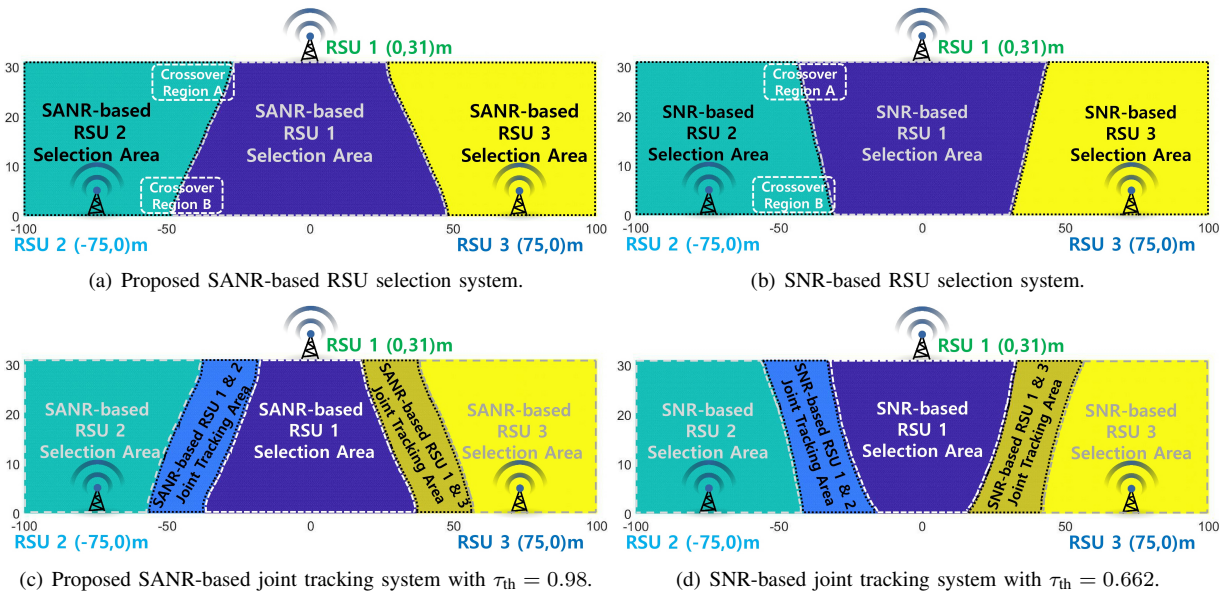 RSU 1 (0,31)m
30
20
10
0
Crossover
Region A
SANR-based
RSU 2
Selection Area
SANR-based
RSU 1
Selection Area
SANR-based
RSU 3
Selection Area
Crossover
Region B
-100
-50
0
50
100
RSU 2 (-75,0)m
RSU 3 (75,0)m
(a) Proposed SANR-based RSU selection system.
RSU 1 (0,31)m
30
20
10
0
Crossover
Region A
SNR-based
RSU 2
Selection Area
SNR-based
RSU 1
Selection Area
SNR-based
RSU 3
Selection Area
Crossover
Region B
-100
-50
0
50
100
RSU 2 (-75,0)m
RSU 3 (75,0)m
(b) SNR-based RSU selection system.
RSU 1 (0,31)m
30
20
10
0
SANR-based
RSU 2
Selection Area
SANR-based RSU 1 & 2
Joint Tracking Area
SANR-based
RSU 1
Selection Area
SANR-based RSU 1 & 3
Joint Tracking Area
SANR-based
RSU 3
Selection Area
-100
-50
0
50
100
RSU 2 (-75,0)m
RSU 3 (75,0)m
(c) Proposed SANR-based joint tracking system with τth = 0.98.
RSU 1 (0,31)m
30
20
10
0
SNR-based
RSU 2
Selection Area
SNR-based RSU 1 & 2
Joint Tracking Area
SNR-based
RSU 1
Selection Area
SNR-based RSU 1 & 3
Joint Tracking Area
SNR-based
RSU 3
Selection Area
-100
-50
0
50
100
RSU 2 (-75,0)m
RSU 3 (75,0)m
(d) SNR-based joint tracking system with τth = 0.662.